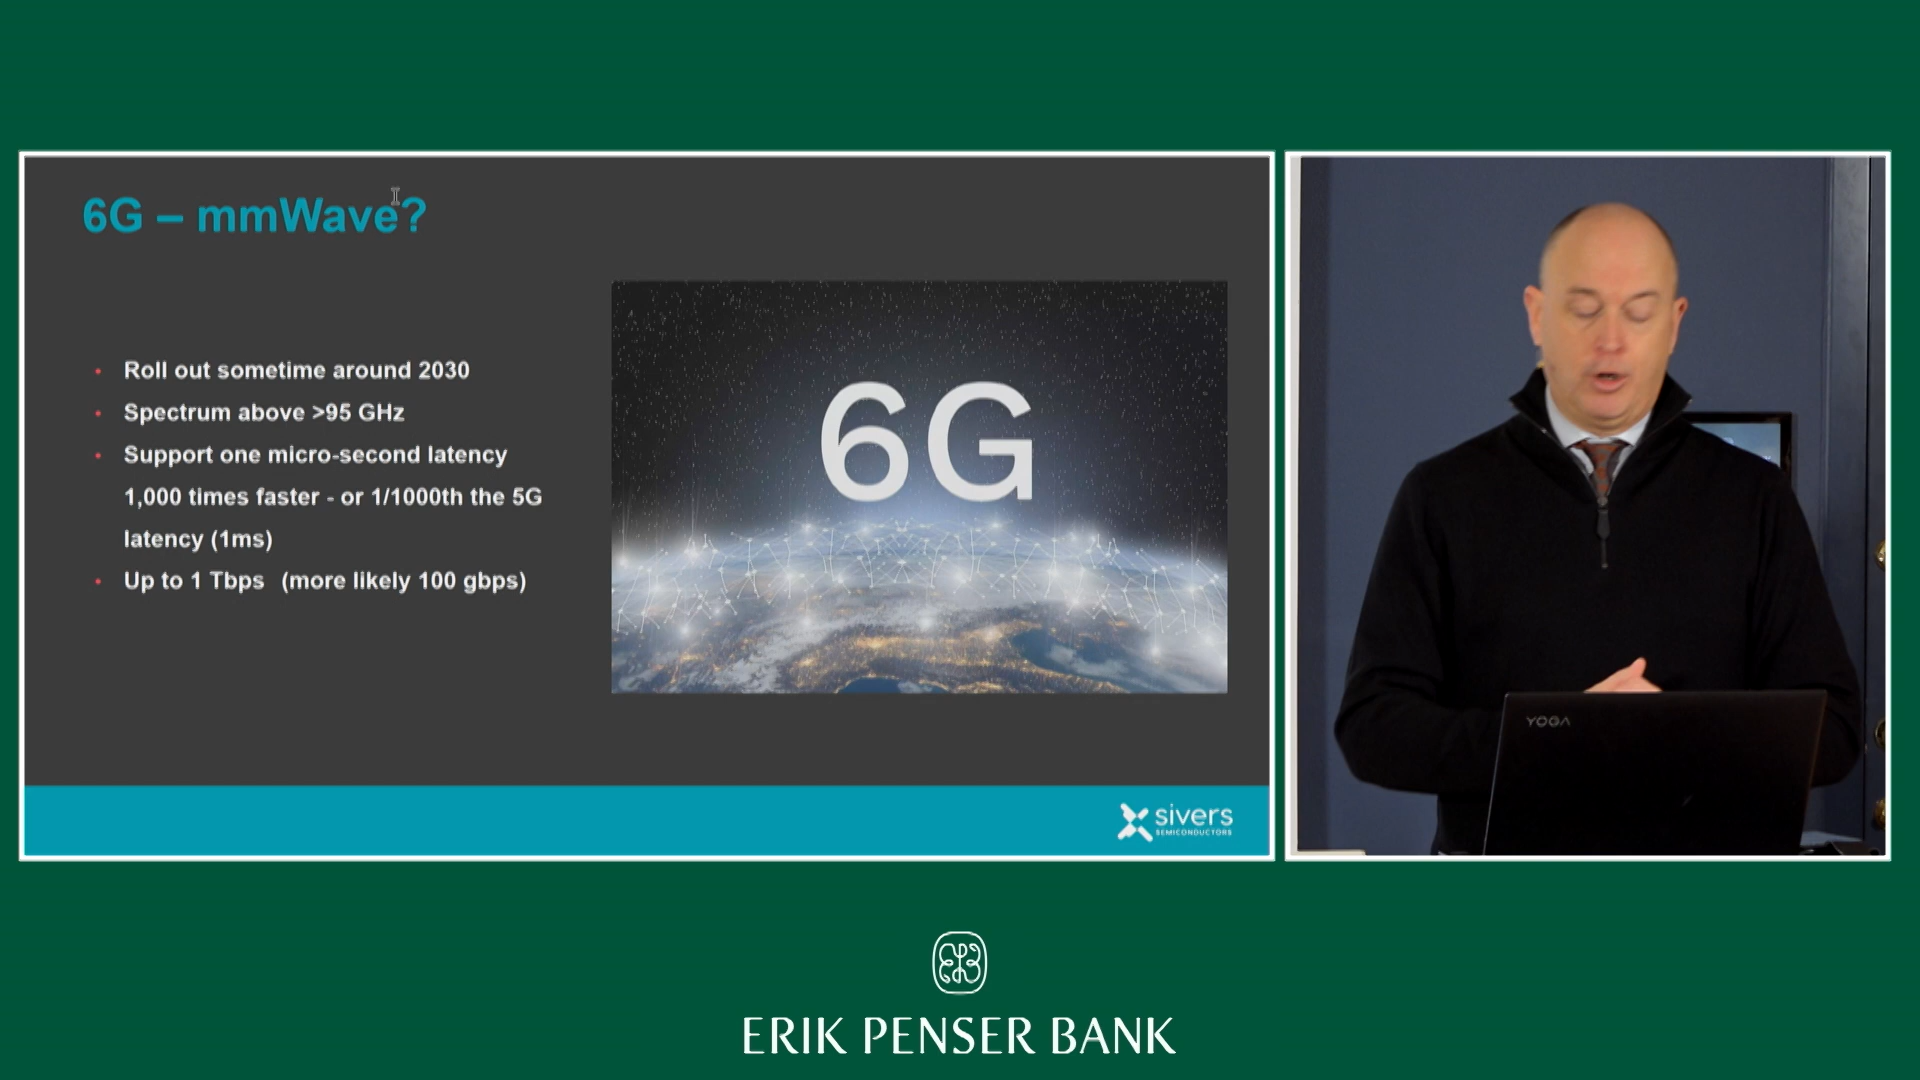 6G – mmWave?
• Roll out sometime around 2030
• Spectrum above >95 GHz
• Support one micro-second latency
1,000 times faster - or 1/1000th the 5G
latency (1ms)
• Up to 1 Tbps (more likely 100 gbps)
6G
sivers
SEMICONDUCTORS
YOGA
ERIK PENSER BANK